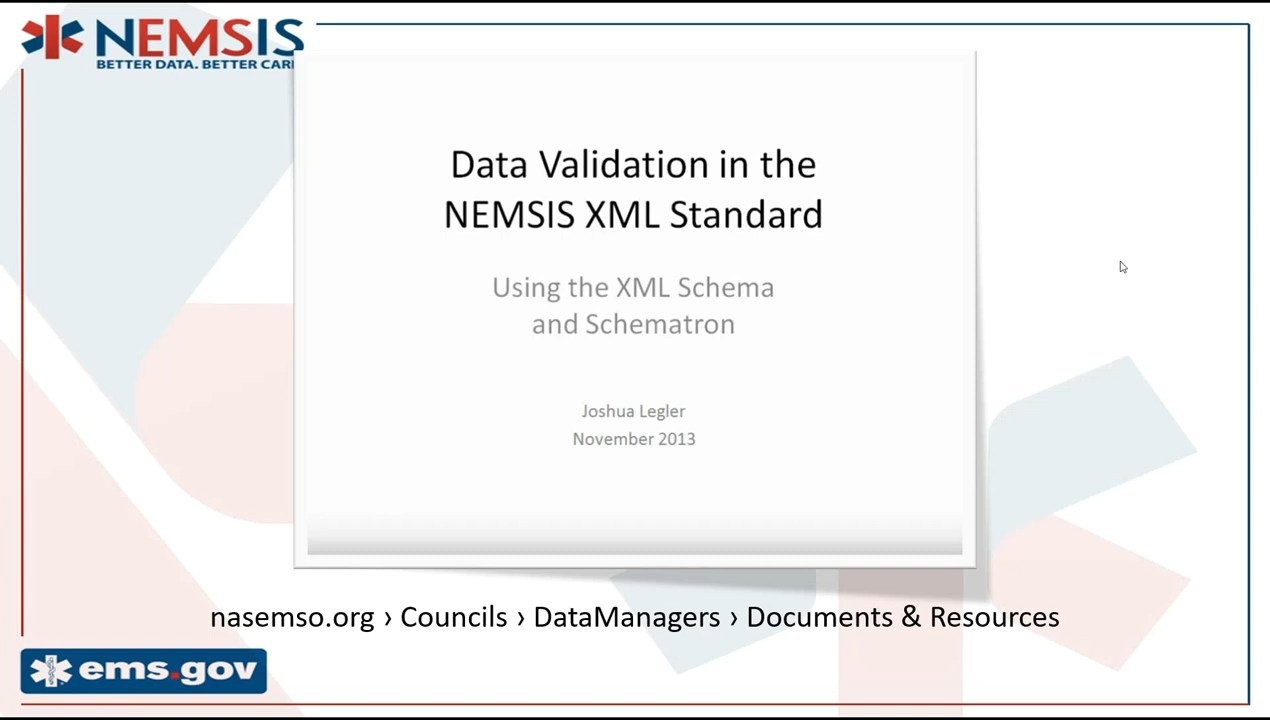 NEMSIS
BETTER DATA. BETTER CAR
Data Validation in the
NEMSIS XML Standard
Using the XML Schema
and Schematron
Joshua Legler
November 2013
nasemso.org › Councils › DataManagers › Documents & Resources
ems.gov